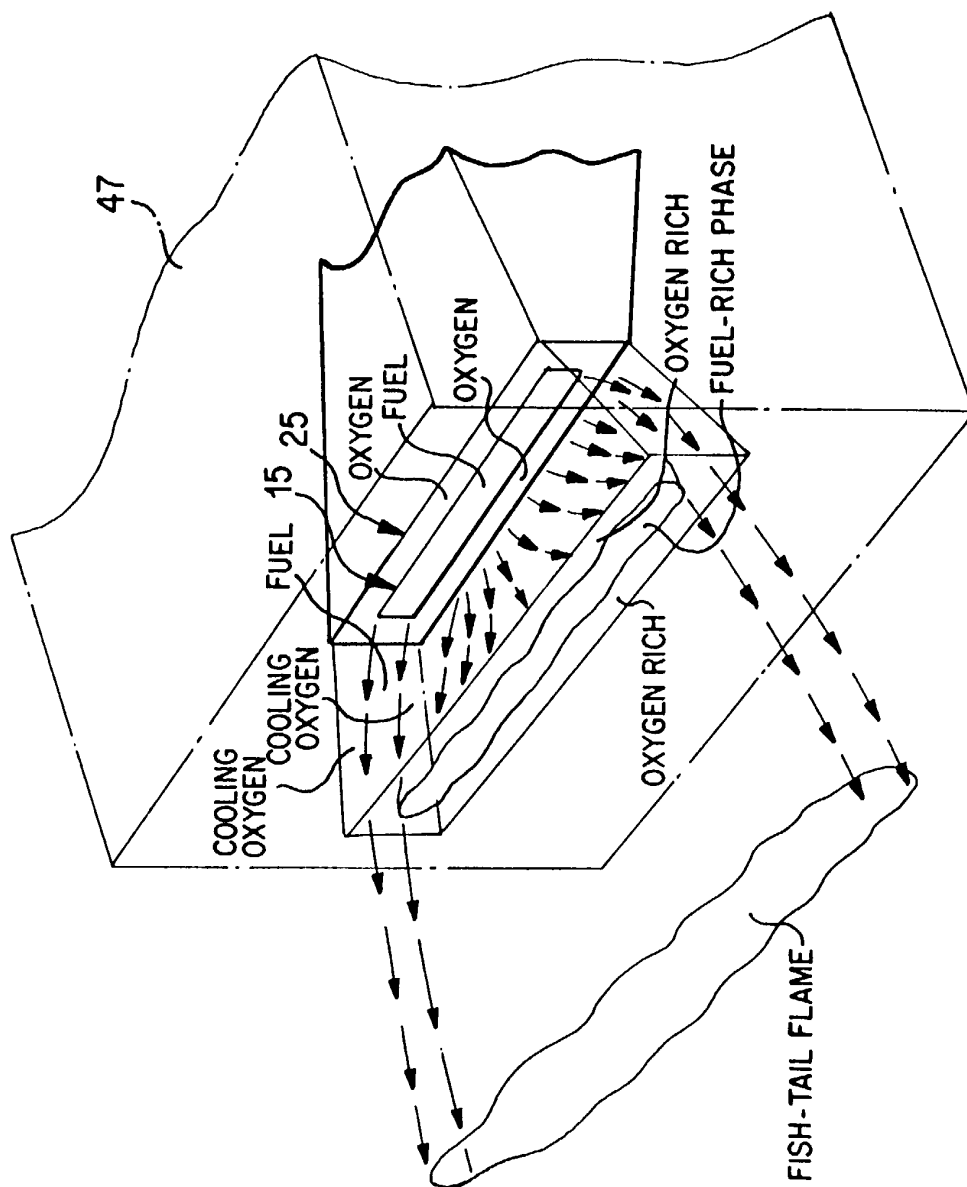 47
25
15
OXYGEN
FUEL
OXYGEN
FUEL
COOLING
OXYGEN
COOLING
OXYGEN
OXYGEN RICH
FUEL-RICH PHASE
OXYGEN RICH
FISH-TAIL FLAME